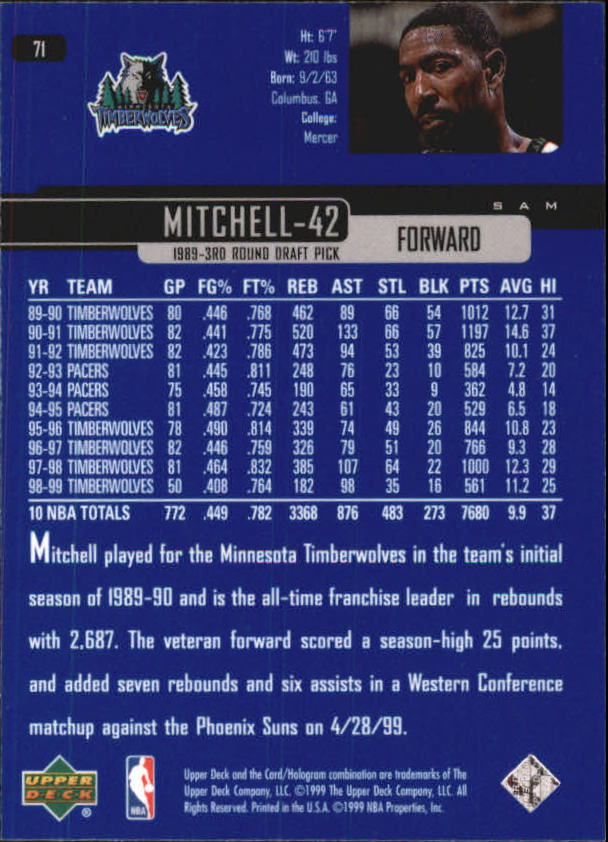 71
MINNESOTA
TIMBERWOLVES
Ht: 6'7"
Wt: 210 lbs
Born: 9/2/63
Columbus, GA
College:
Mercer
SAM
MITCHELL-42
FORWARD
1989-3RD ROUND DRAFT PICK
YR TEAM GP FG% FT% REB AST STL BLK PTS AVG HI
89-90 TIMBERWOLVES 80 .446 .768 462 89 66 54 1012 12.7 31
90-91 TIMBERWOLVES 82 .441 .775 520 133 66 57 1197 14.6 37
91-92 TIMBERWOLVES 82 .423 .786 473 94 53 39 825 10.1 24
92-93 PACERS 81 .445 .811 248 76 23 10 584 7.2 20
93-94 PACERS 75 .458 .745 190 65 33 9 362 4.8 14
94-95 PACERS 81 .487 .724 243 61 43 20 529 6.5 18
95-96 TIMBERWOLVES 78 .490 .814 339 74 49 26 844 10.8 23
96-97 TIMBERWOLVES 82 .446 .759 326 79 51 20 766 9.3 28
97-98 TIMBERWOLVES 81 .464 .832 385 107 64 22 1000 12.3 29
98-99 TIMBERWOLVES 50 .408 .764 182 98 35 16 561 11.2 25
10 NBA TOTALS 772 .449 .782 3368 876 483 273 7680 9.9 37
Mitchell played for the Minnesota Timberwolves in the team's initial
season of 1989-90 and is the all-time franchise leader in rebounds
with 2,687. The veteran forward scored a season-high 25 points,
and added seven rebounds and six assists in a Western Conference
matchup against the Phoenix Suns on 4/28/99.
UPPER
DECK
®
NBA
Upper Deck and the Card/Hologram combination are trademarks of The
Upper Deck Company, LLC. ©1999 The Upper Deck Company, LLC. All
Rights Reserved. Printed in the U.S.A. ©1999 NBA Properties, Inc.